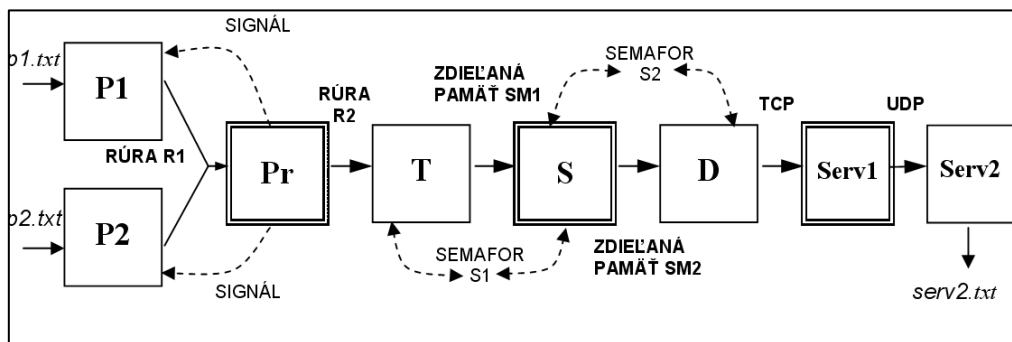 SIGNÁL
p1.txt
P1
RÚRA R1
P2
p2.txt
SIGNÁL
Pr
RÚRA
R2
T
SEMAFOR
S1
ZDIEĽANÁ
PAMÄŤ SM1
S
SEMAFOR
S2
D
ZDIEĽANÁ
PAMÄŤ SM2
TCP
Serv1
UDP
Serv2
serv2.txt